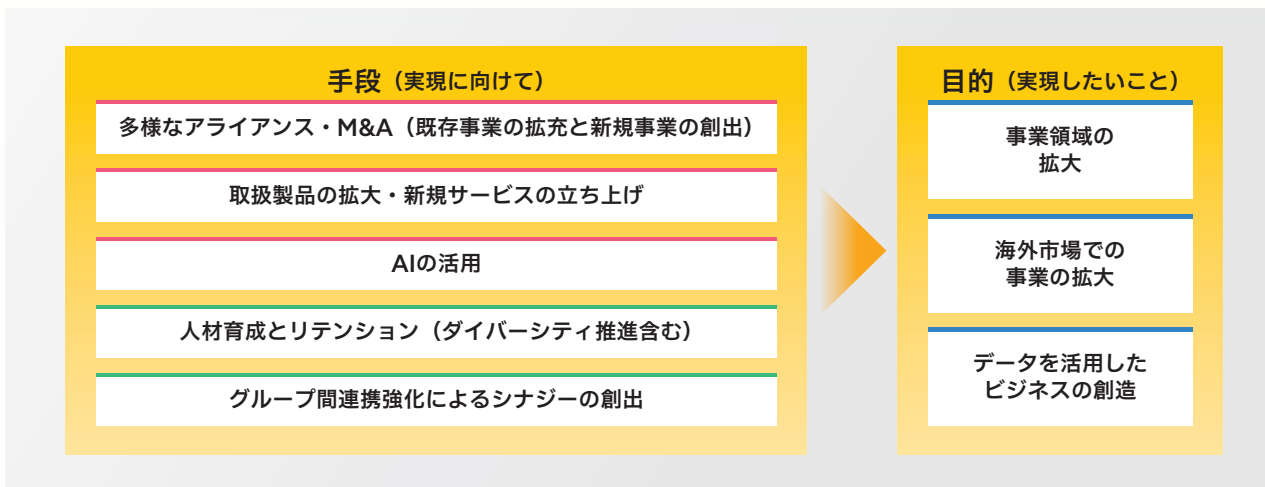 手段（実現に向けて）
多様なアライアンス・M&A（既存事業の拡充と新規事業の創出）
取扱製品の拡大・新規サービスの立ち上げ
AIの活用
人材育成とリテンション（ダイバーシティ推進含む）
グループ間連携強化によるシナジーの創出
目的（実現したいこと）
事業領域の
拡大
海外市場での
事業の拡大
データを活用した
ビジネスの創造